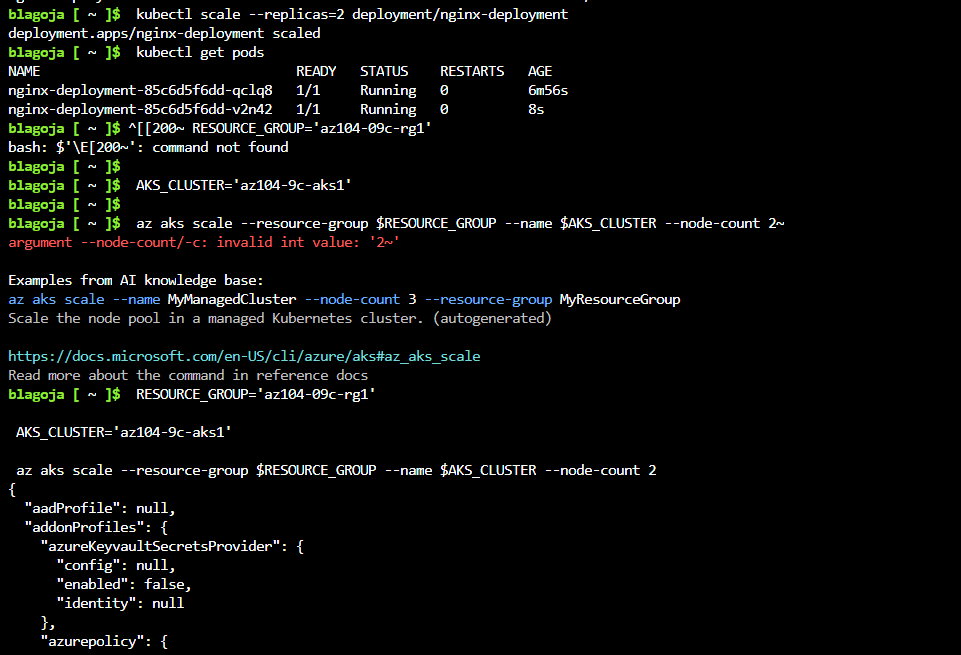 blagoja [ ~ ]$  kubectl scale --replicas=2 deployment/nginx-deployment
deployment.apps/nginx-deployment scaled
blagoja [ ~ ]$  kubectl get pods
NAME                                READY   STATUS    RESTARTS   AGE
nginx-deployment-85c6d5f6dd-qclq8   1/1     Running   0          6m56s
nginx-deployment-85c6d5f6dd-v2n42   1/1     Running   0          8s
blagoja [ ~ ]$ ^[[200~ RESOURCE_GROUP='az104-09c-rg1'
bash: $'\E[200~': command not found
blagoja [ ~ ]$
blagoja [ ~ ]$  AKS_CLUSTER='az104-9c-aks1'
blagoja [ ~ ]$
blagoja [ ~ ]$  az aks scale --resource-group $RESOURCE_GROUP --name $AKS_CLUSTER --node-count 2~
argument --node-count/-c: invalid int value: '2~'
Examples from AI knowledge base:
az aks scale --name MyManagedCluster --node-count 3 --resource-group MyResourceGroup
Scale the node pool in a managed Kubernetes cluster. (autogenerated)
https://docs.microsoft.com/en-US/cli/azure/aks#az_aks_scale
Read more about the command in reference docs
blagoja [ ~ ]$  RESOURCE_GROUP='az104-09c-rg1'
 AKS_CLUSTER='az104-9c-aks1'
 az aks scale --resource-group $RESOURCE_GROUP --name $AKS_CLUSTER --node-count 2
{
  "aadProfile": null,
  "addonProfiles": {
    "azureKeyvaultSecretsProvider": {
      "config": null,
      "enabled": false,
      "identity": null
    },
    "azurepolicy": {